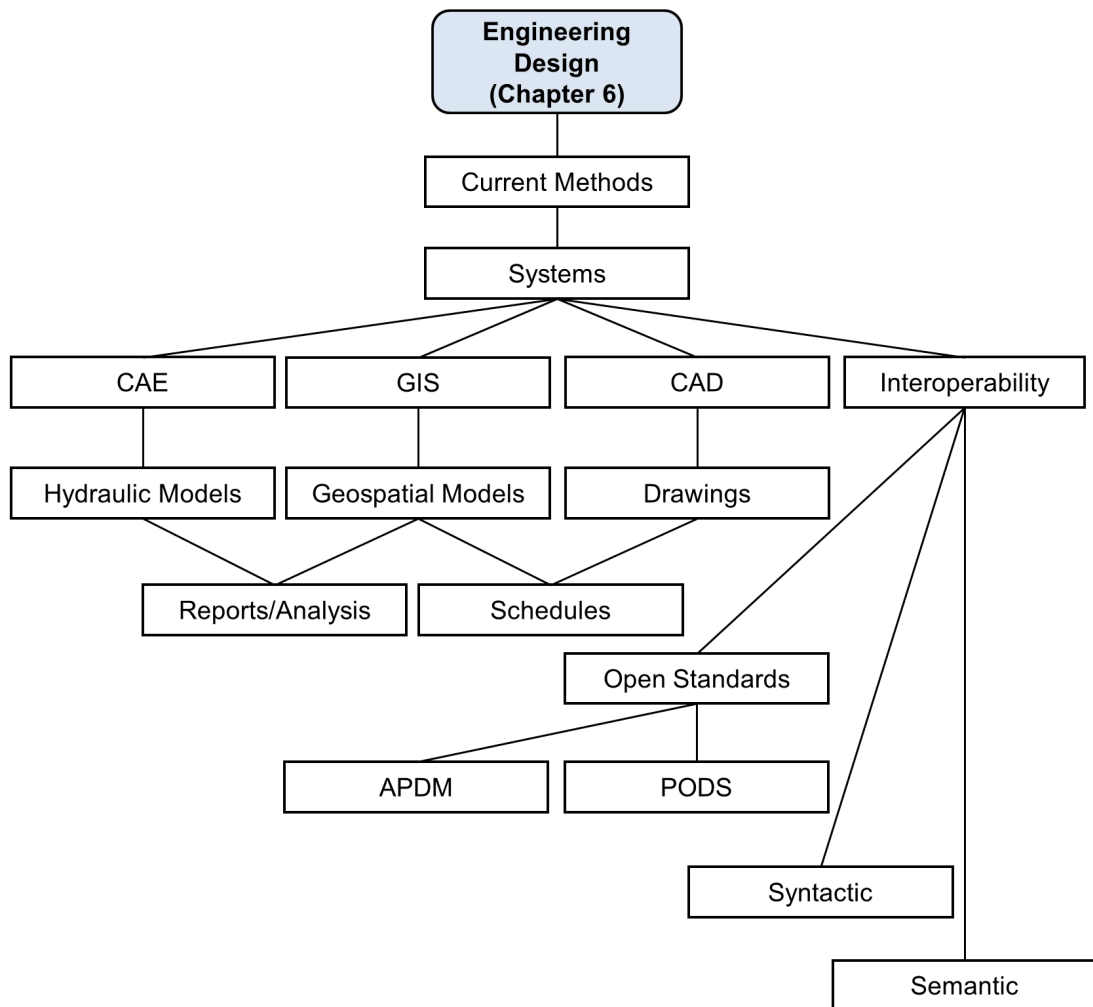 Engineering
Design
(Chapter 6)
Current Methods
Systems
CAE
GIS
CAD
Interoperability
Hydraulic Models
Geospatial Models
Drawings
Reports/Analysis
Schedules
Open Standards
APDM
PODS
Syntactic
Semantic